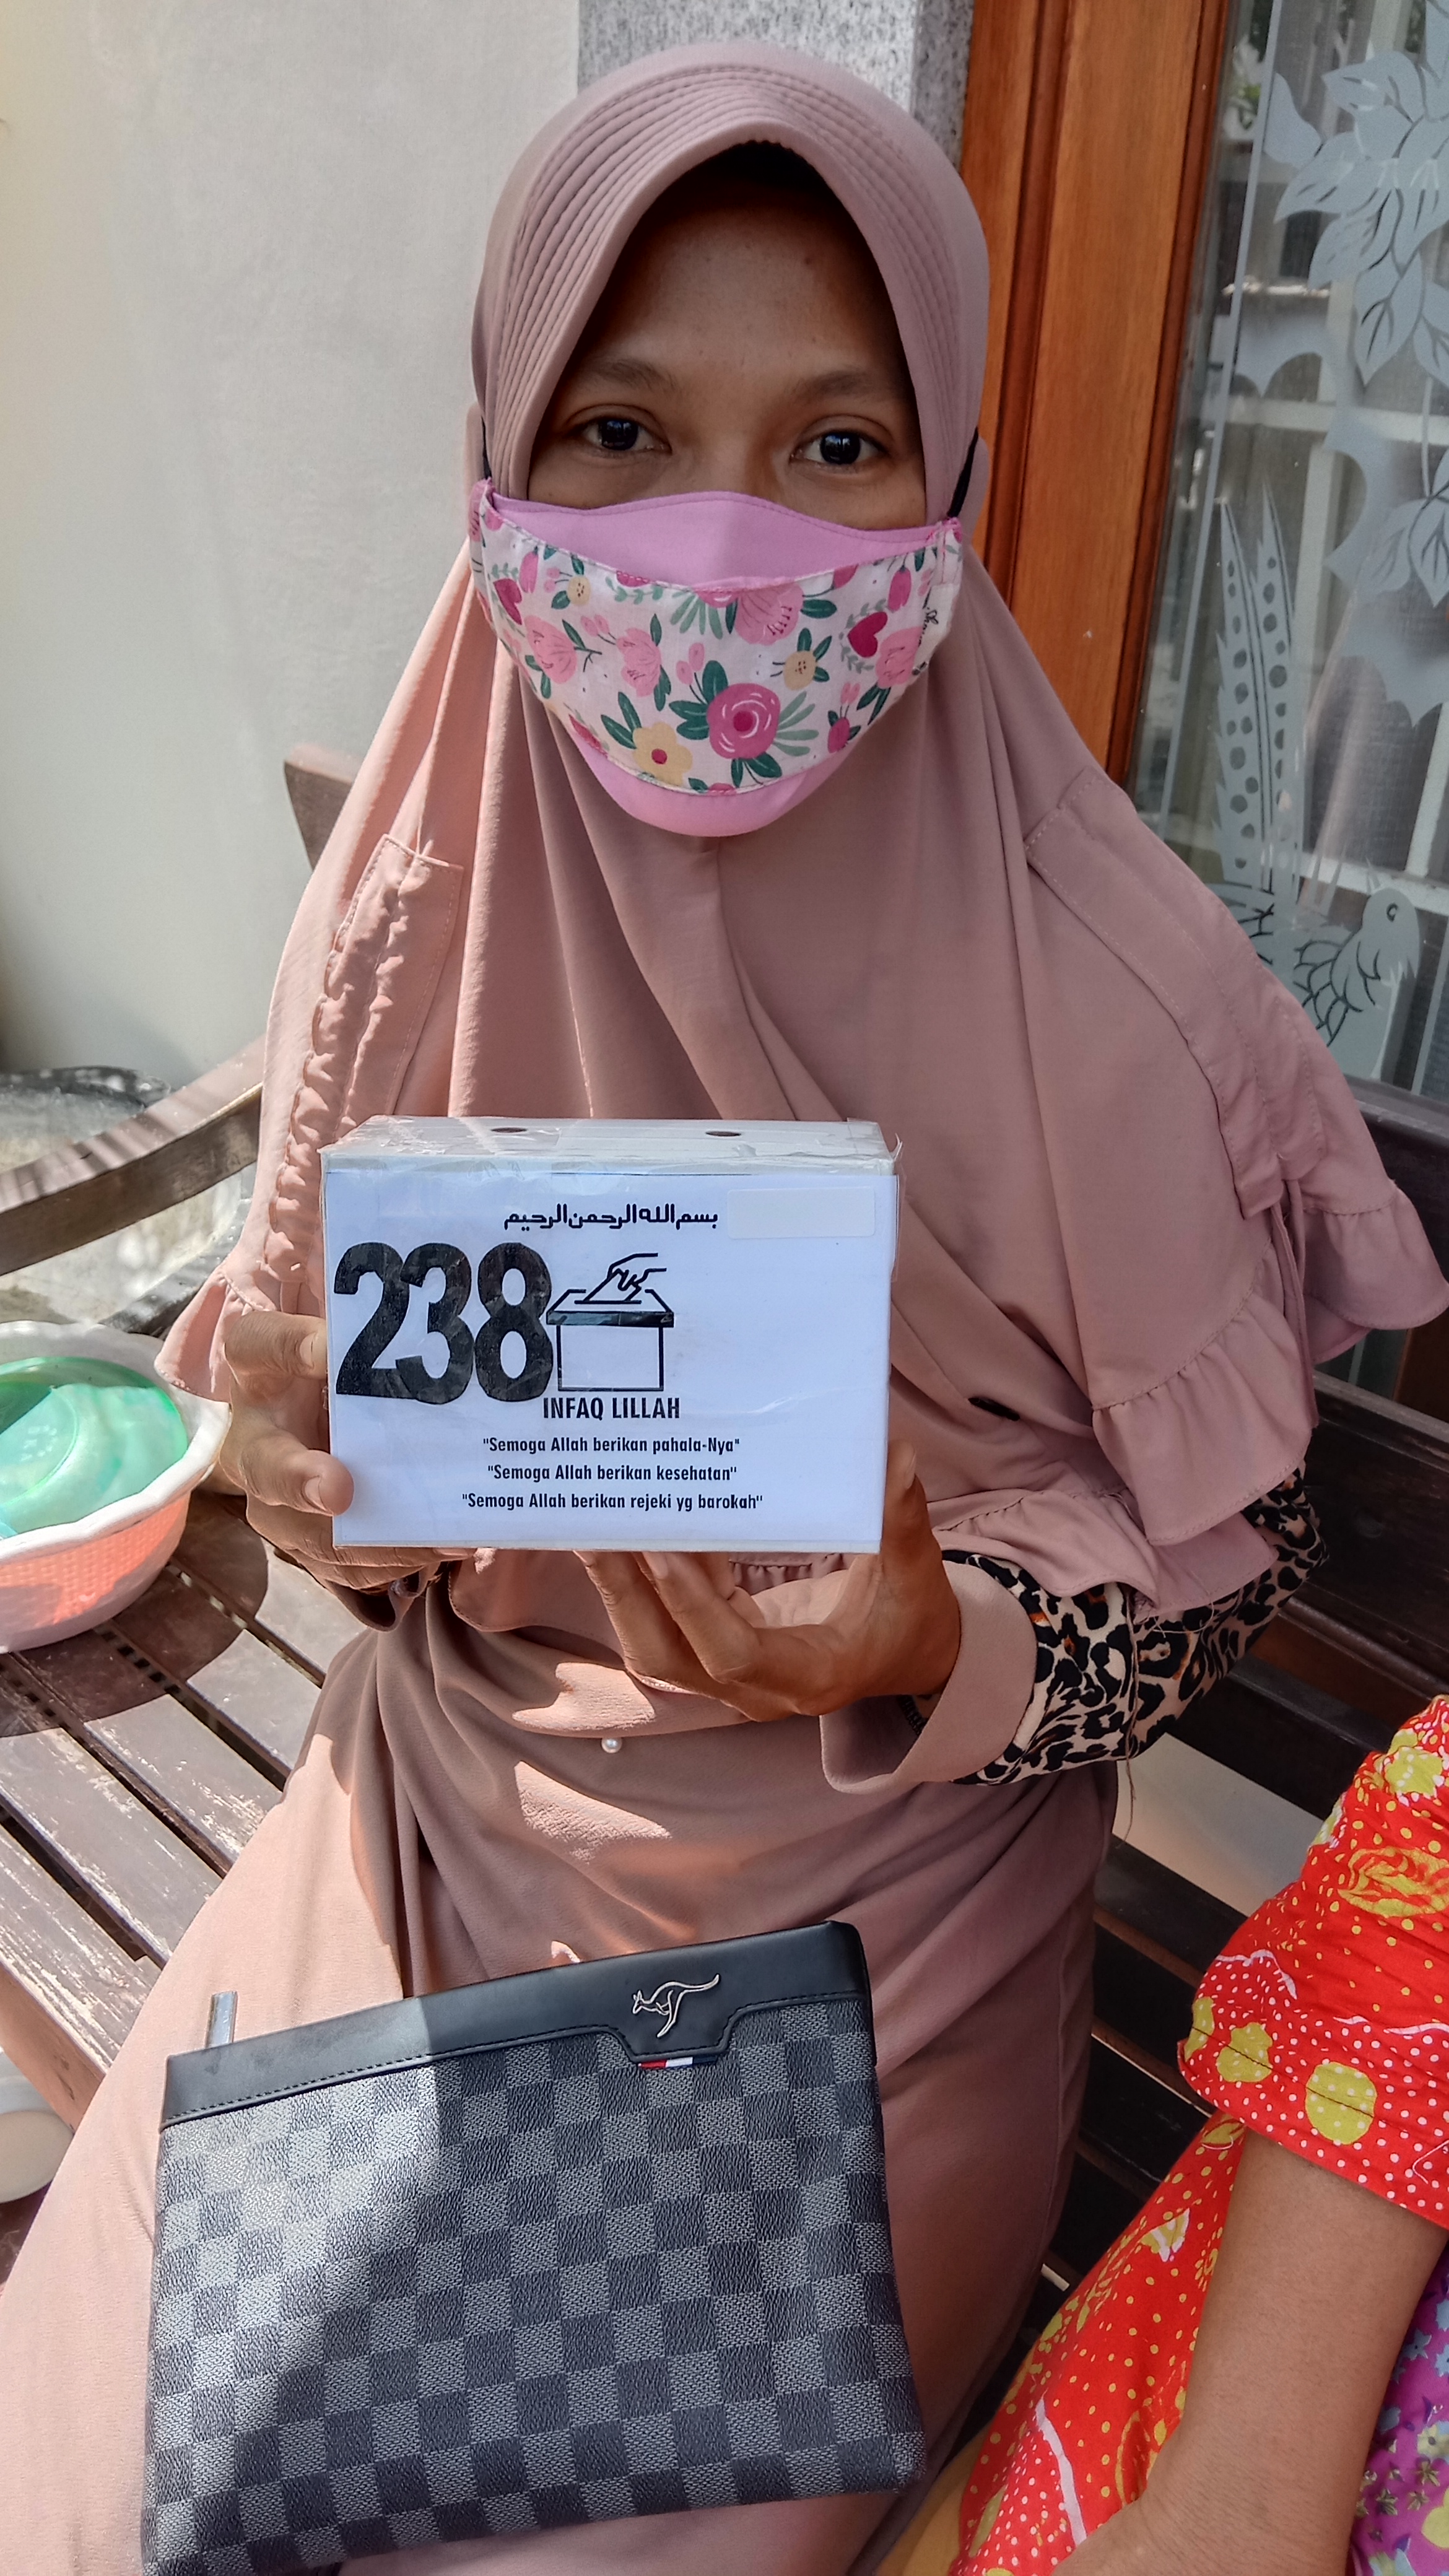 بسم الله الرحمن الرحيم
238
INFAQ LILLAH
"Semoga Allah berikan pahala-Nya"
"Semoga Allah berikan kesehatan"
"Semoga Allah berikan rejeki yg barokah"